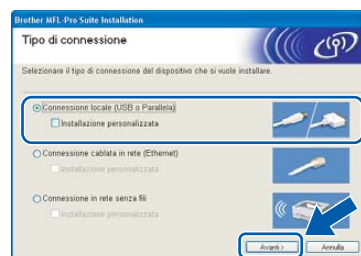 Brother MFL-Pro Suite Installation
Tipo di connessione
Selezionare il tipo di connessione del dispositivo che si vuole installare.
Connessione locale (USB o Parallela)
Installazione personalizzata
Connessione cablata in rete (Ethernet)
Installazione personalizzata
Connessione in rete senza fili
Installazione personalizzata
Avanti >
Annulla